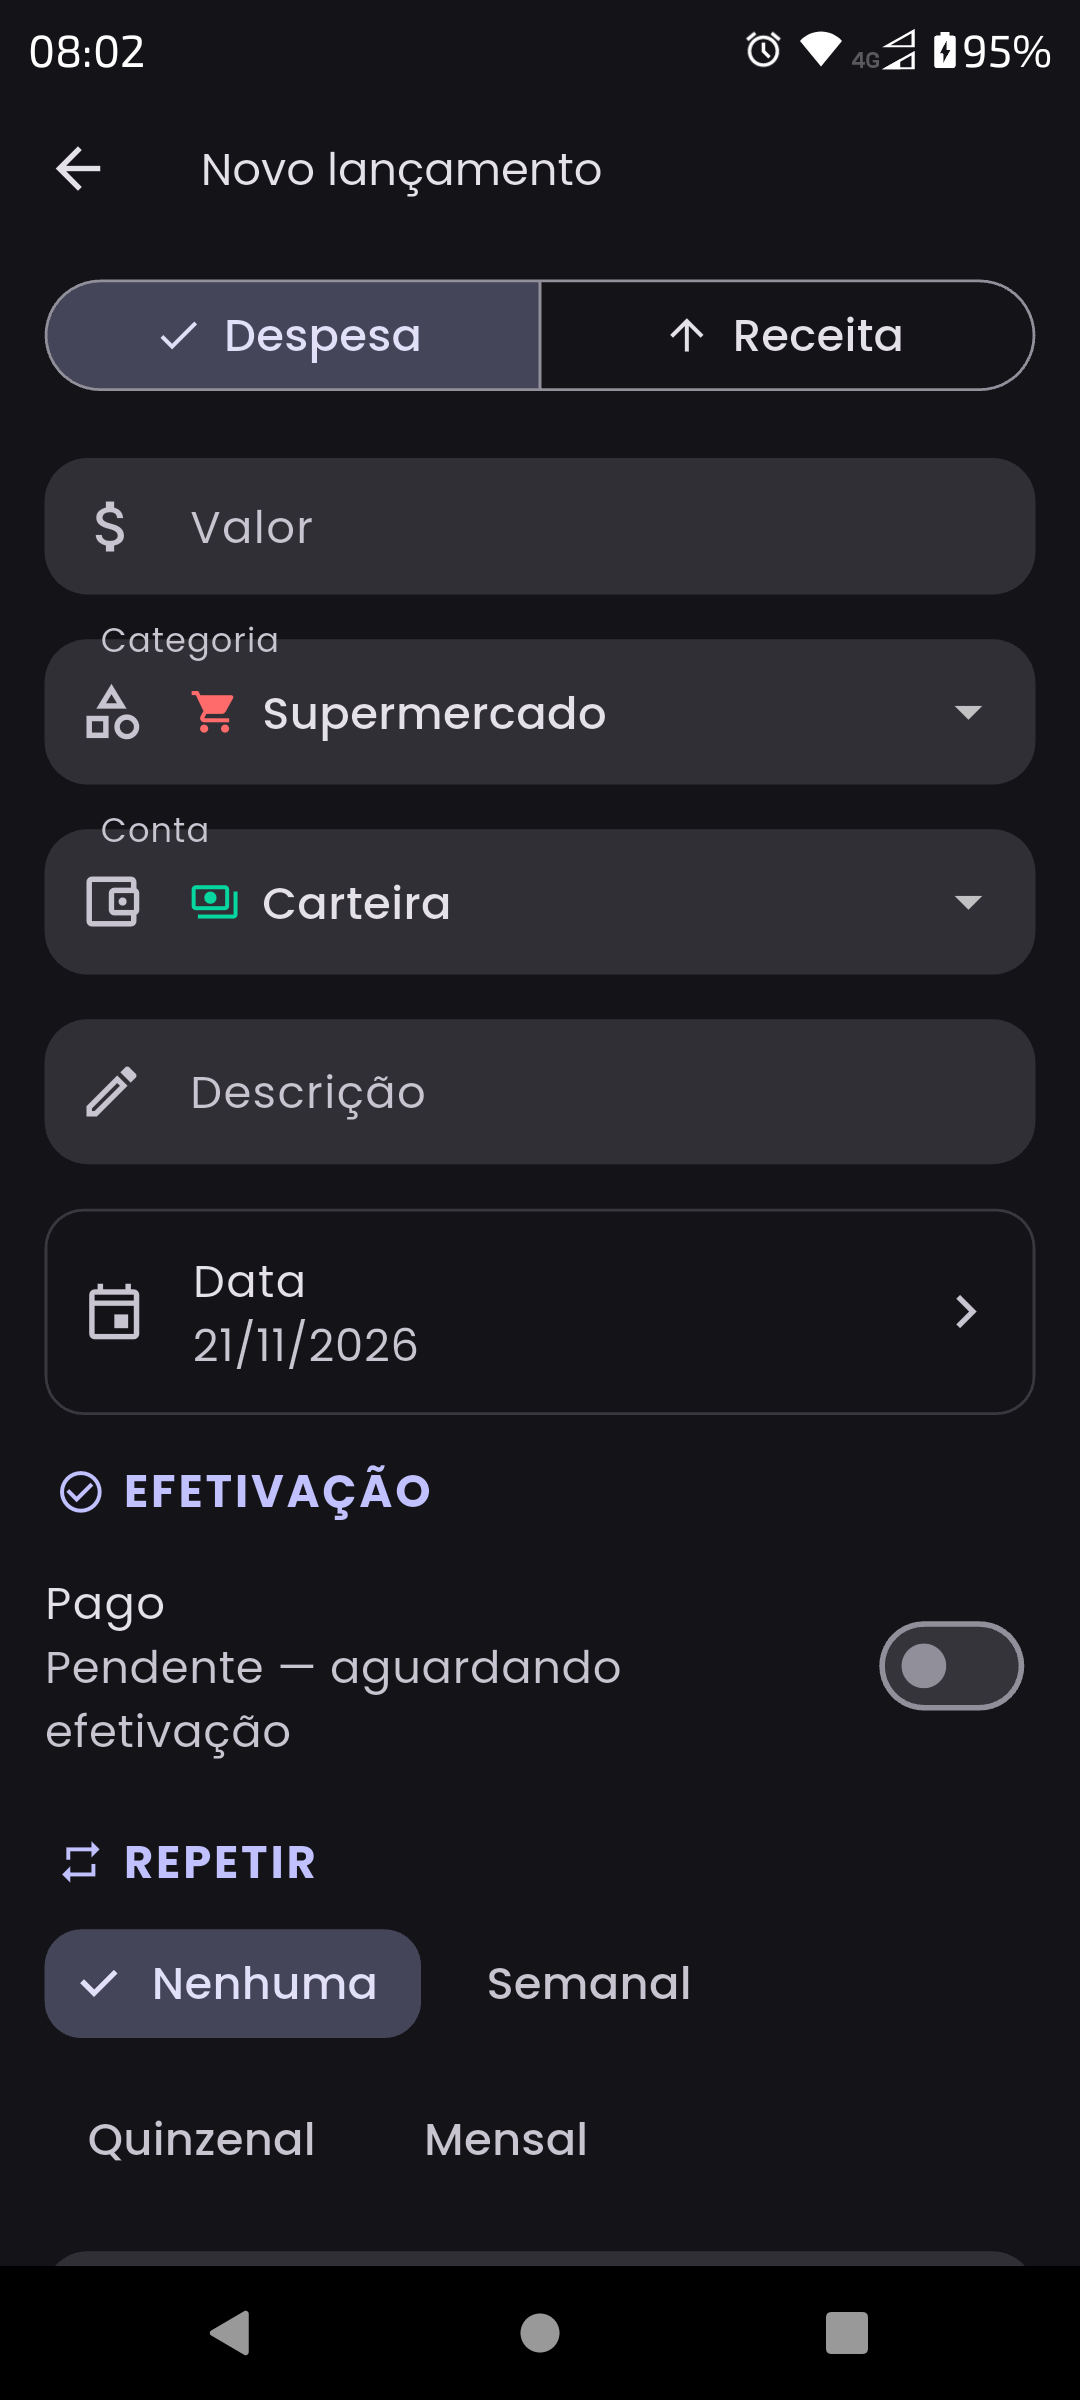 08:02
4G
95%
Novo lançamento
Despesa
Receita
Valor
Categoria
Supermercado
Conta
Carteira
Descrição
Data
21/11/2026
EFETIVAÇÃO
Pago
Pendente — aguardando
efetivação
REPETIR
Nenhuma
Semanal
Quinzenal
Mensal